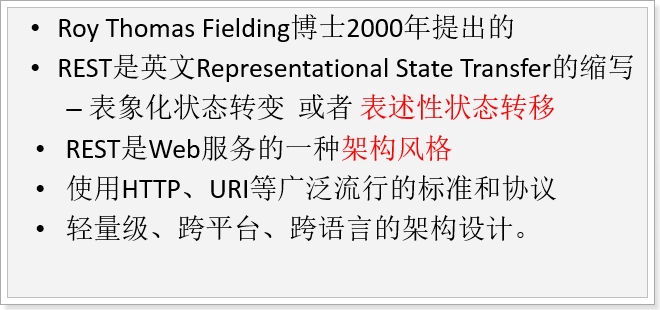 • Roy Thomas Fielding博士2000年提出的
• REST是英文Representational State Transfer的缩写
– 表象化状态转变 或者 表述性状态转移
• REST是Web服务的一种架构风格
• 使用HTTP、URI等广泛流行的标准和协议
• 轻量级、跨平台、跨语言的架构设计。